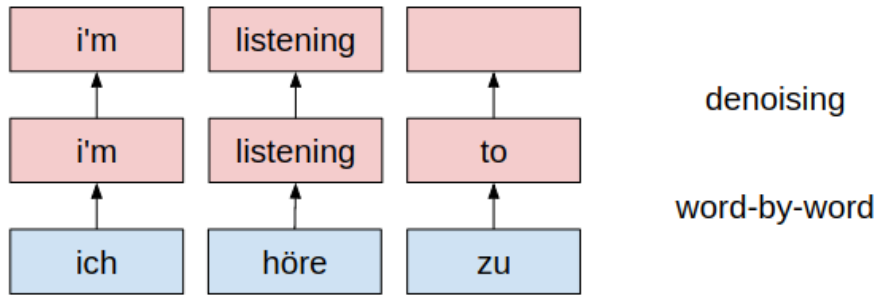 i'm listening
denoising
i'm listening to
word-by-word
ich höre zu